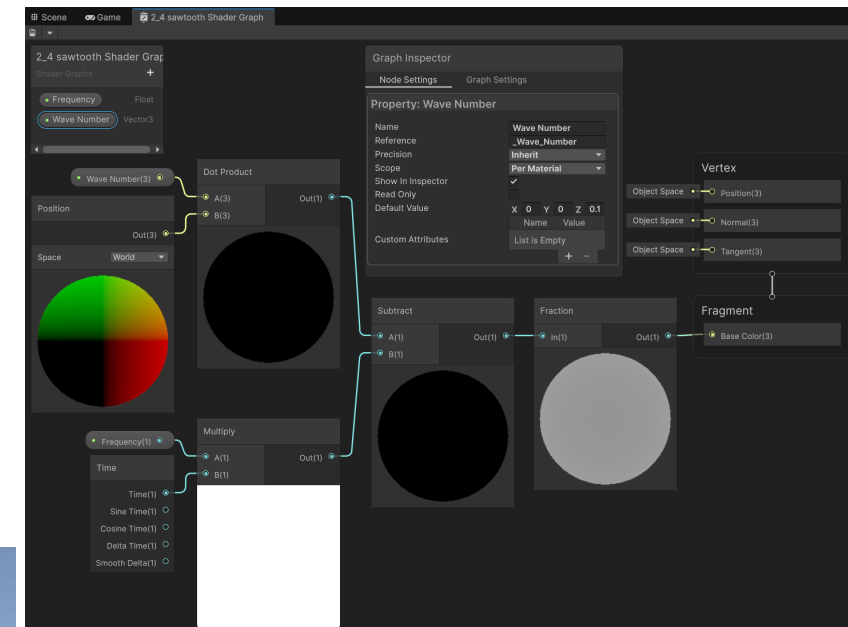 Scene Game 2_4 sawtooth Shader Graph
2_4 sawtooth Shader Grap
Shader Graphs
+
Frequency Float
Wave Number Vector3
Graph Inspector
Node Settings Graph Settings
Property: Wave Number
Name Wave Number
Reference _Wave_Number
Precision Inherit
Scope Per Material
Show In Inspector
Read Only
Default Value X 0 Y 0 Z 0.1
Name Value
Custom Attributes List is Empty
+ −
Wave Number(3)
Position
Out(3)
Space World
Dot Product
A(3) Out(1)
B(3)
Frequency(1)
Time
Time(1)
Sine Time(1)
Cosine Time(1)
Delta Time(1)
Smooth Delta(1)
Multiply
A(1) Out(1)
B(1)
Subtract
A(1) Out(1)
B(1)
Fraction
In(1) Out(1)
Vertex
Object Space Position(3)
Object Space Normal(3)
Object Space Tangent(3)
Fragment
Base Color(3)